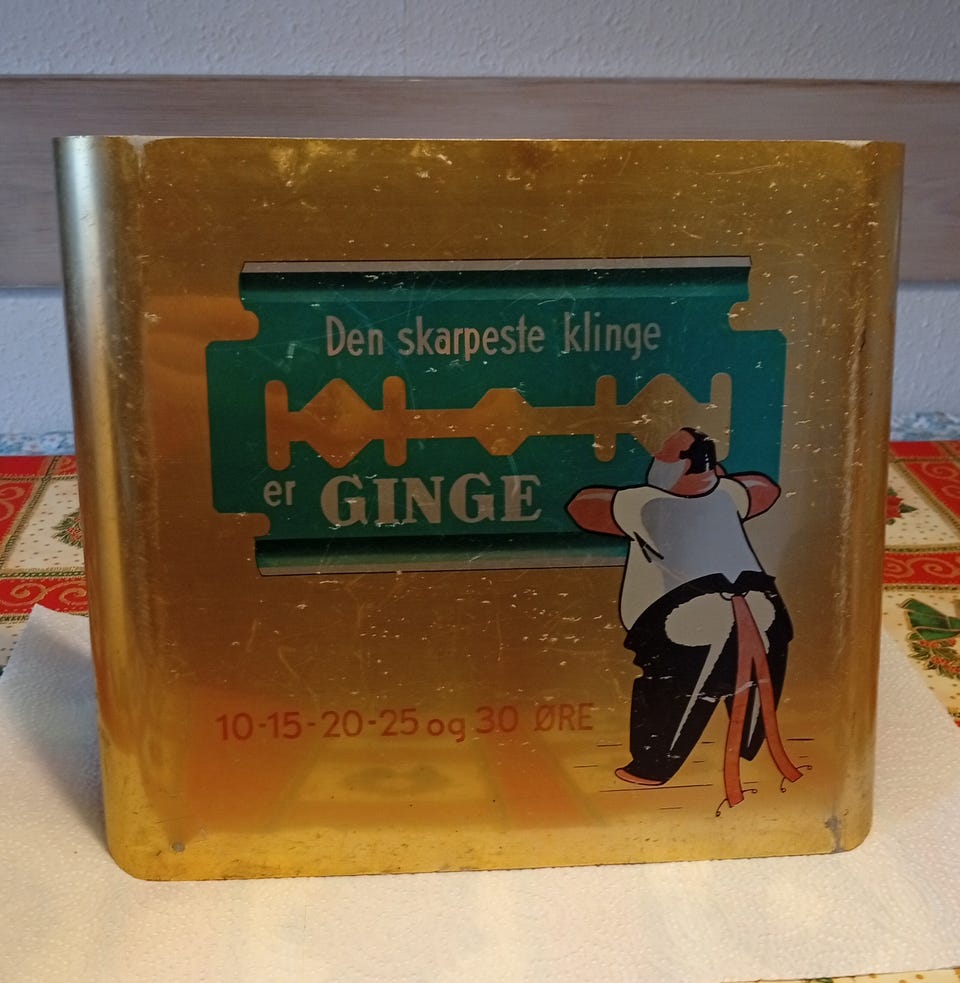 Den skarpeste klinge
er GINGE
10-15-20-25 og 30 ØRE